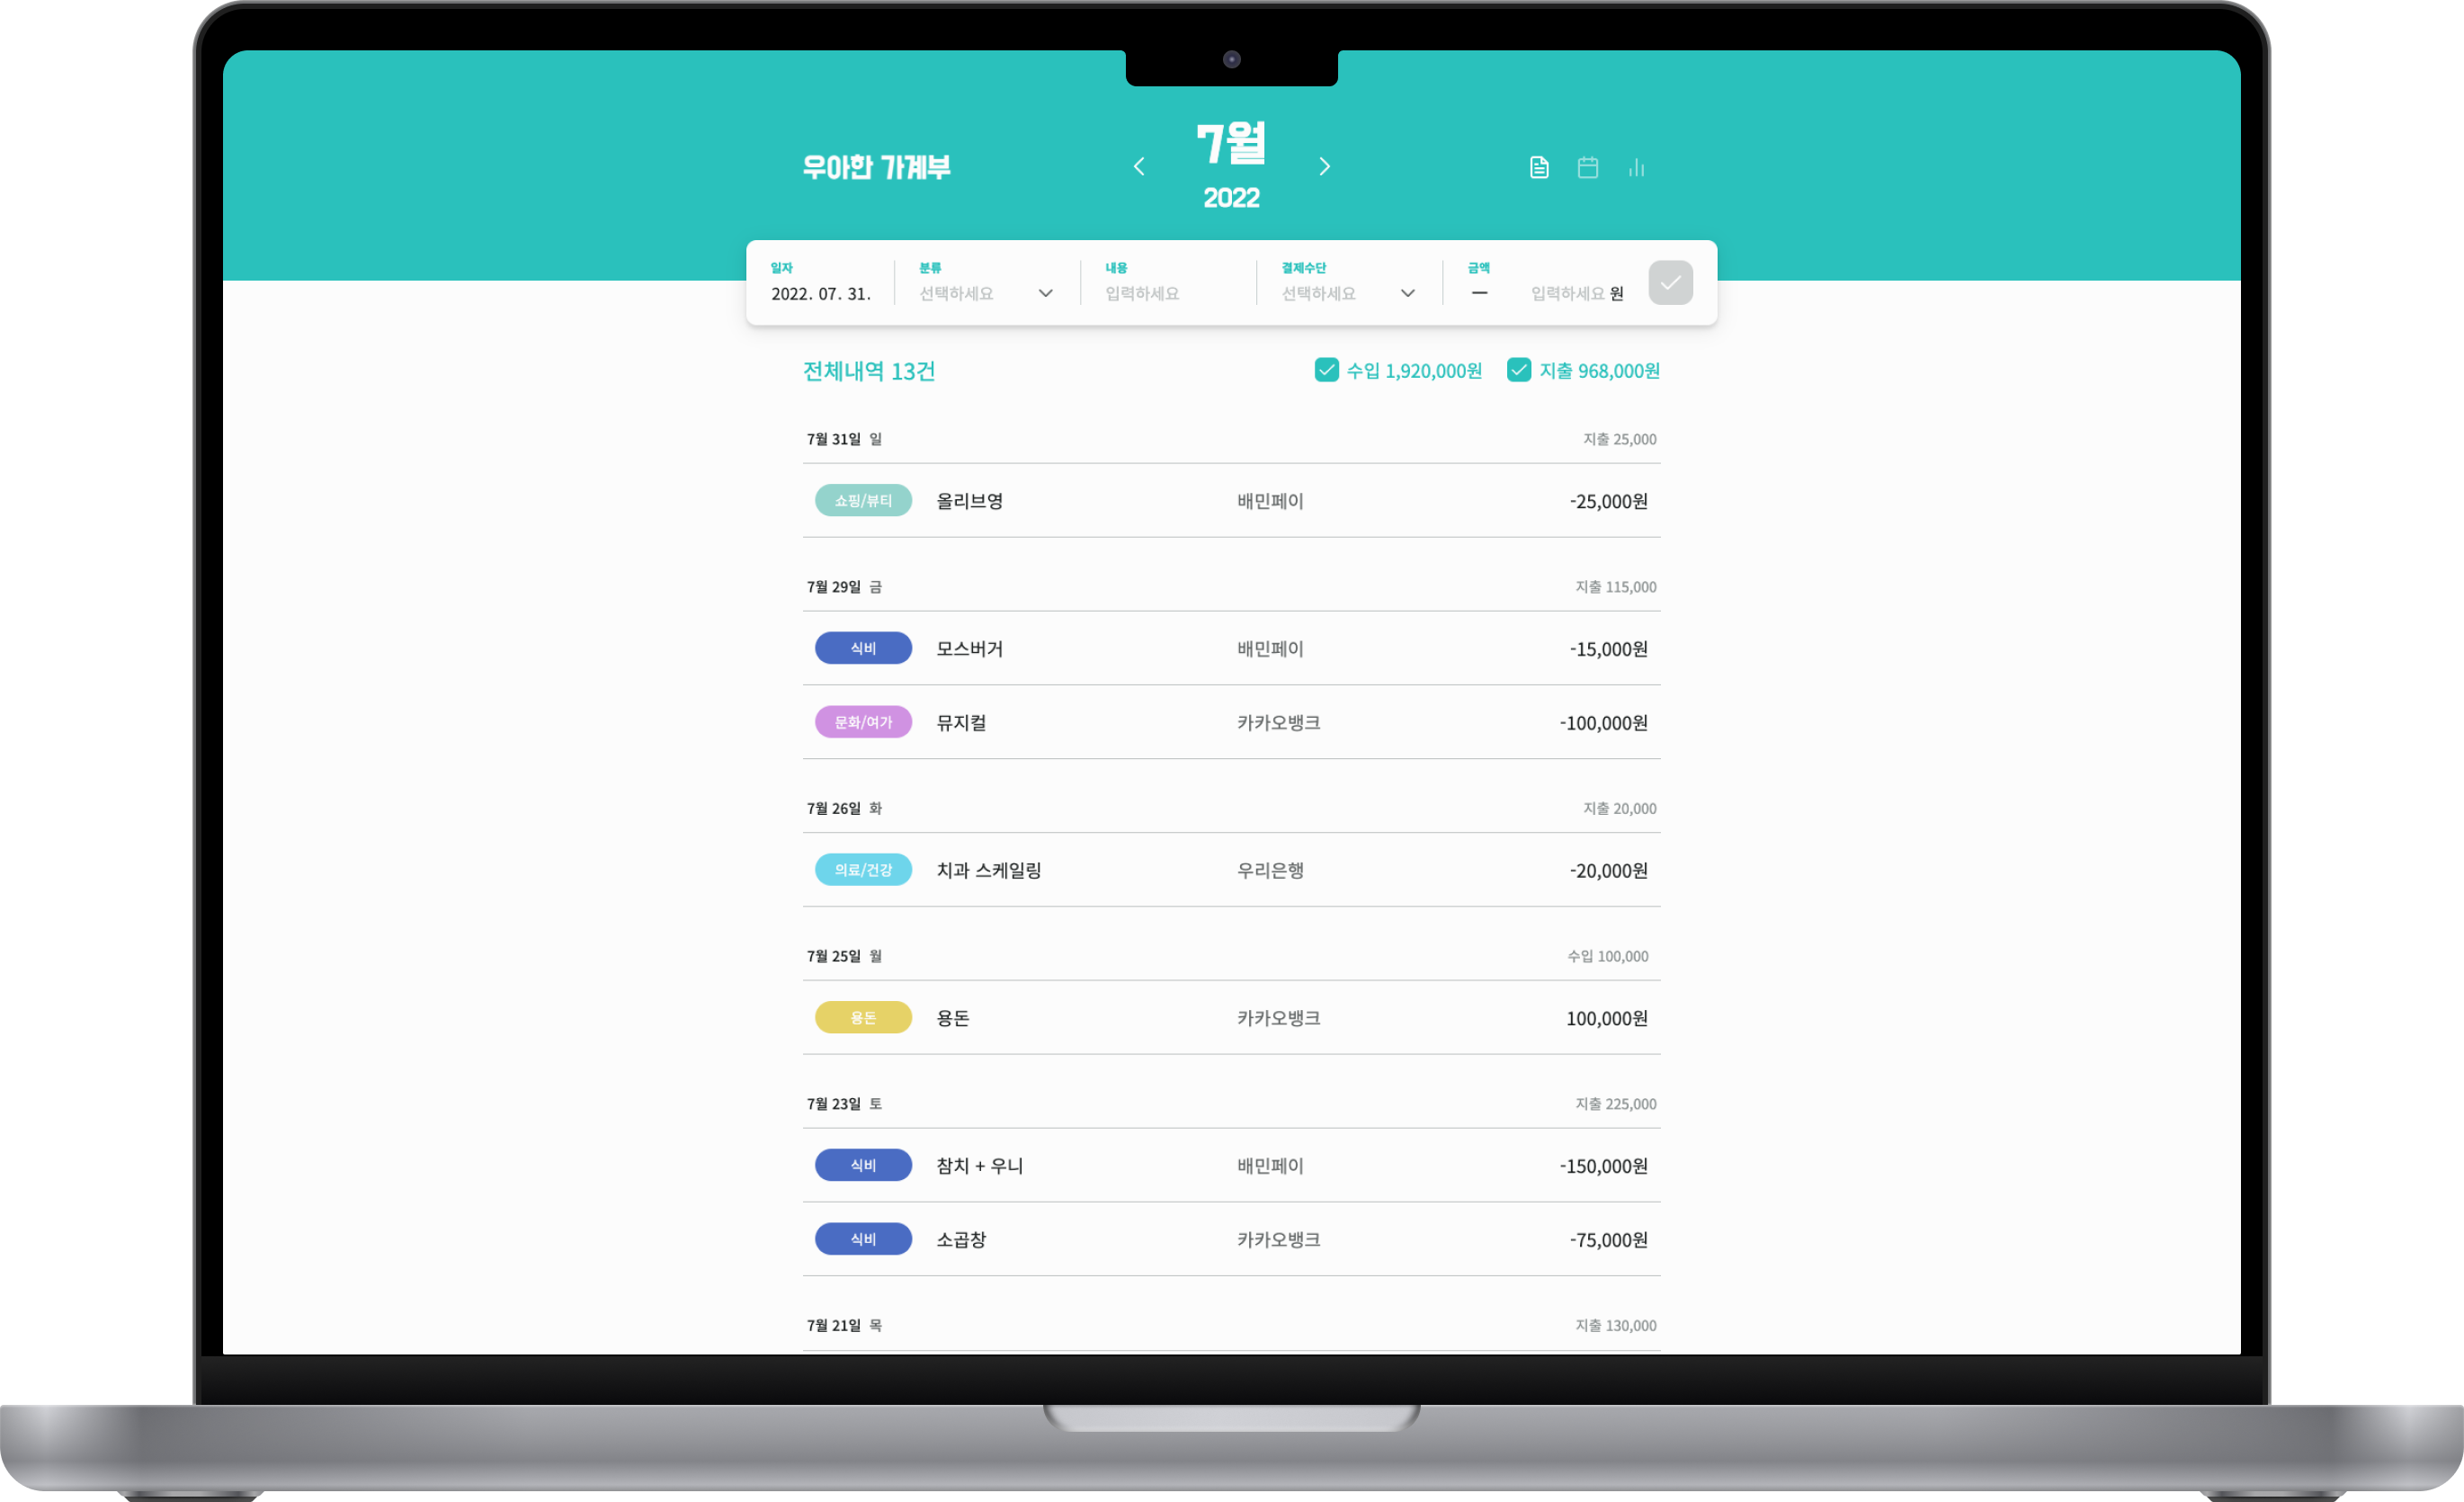 우아한 가계부
7월
2022
일자
2022. 07. 31.
분류
선택하세요
내용
입력하세요
결제수단
선택하세요
금액
입력하세요 원
전체내역 13건
수입 1,920,000원
지출 968,000원
7월 31일 일 지출 25,000
쇼핑/뷰티 올리브영 배민페이 -25,000원
7월 29일 금 지출 115,000
식비 모스버거 배민페이 -15,000원
문화/여가 뮤지컬 카카오뱅크 -100,000원
7월 26일 화 지출 20,000
의료/건강 치과 스케일링 우리은행 -20,000원
7월 25일 월 수입 100,000
용돈 용돈 카카오뱅크 100,000원
7월 23일 토 지출 225,000
식비 참치 + 우니 배민페이 -150,000원
식비 소곱창 카카오뱅크 -75,000원
7월 21일 목 지출 130,000